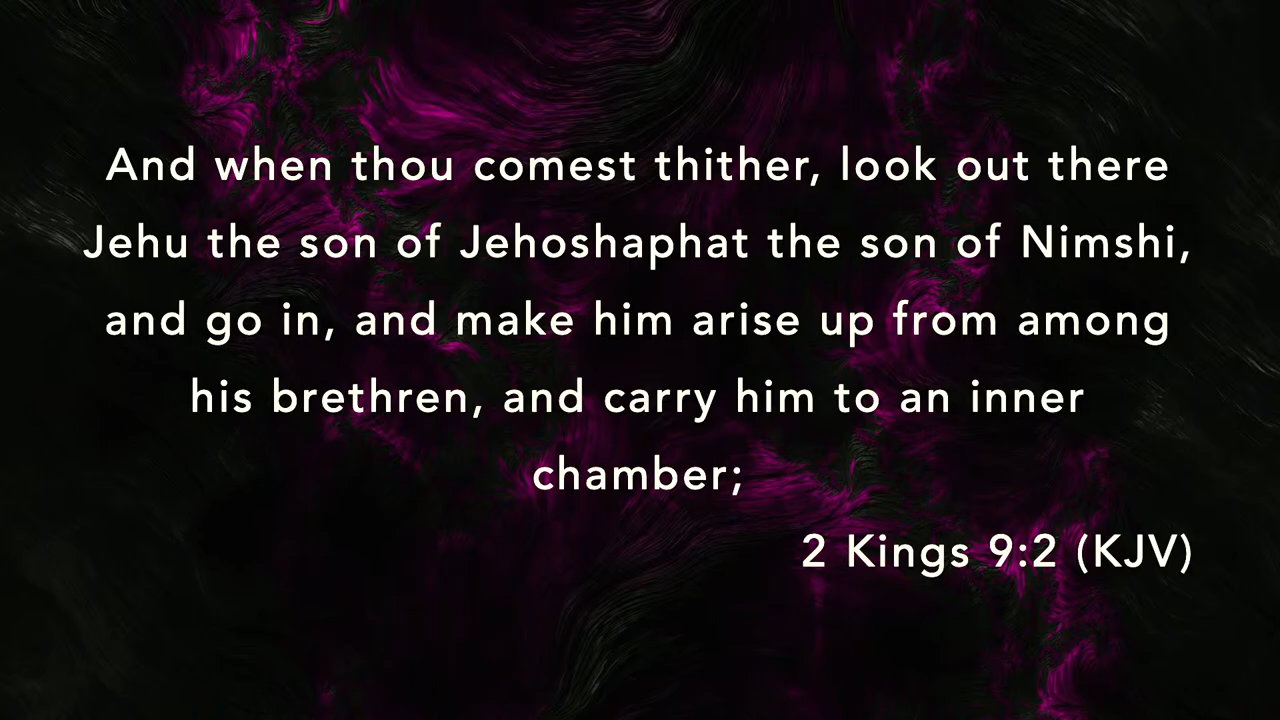 And when thou comest thither, look out there
Jehu the son of Jehoshaphat the son of Nimshi,
and go in, and make him arise up from among
his brethren, and carry him to an inner
chamber;
2 Kings 9:2 (KJV)